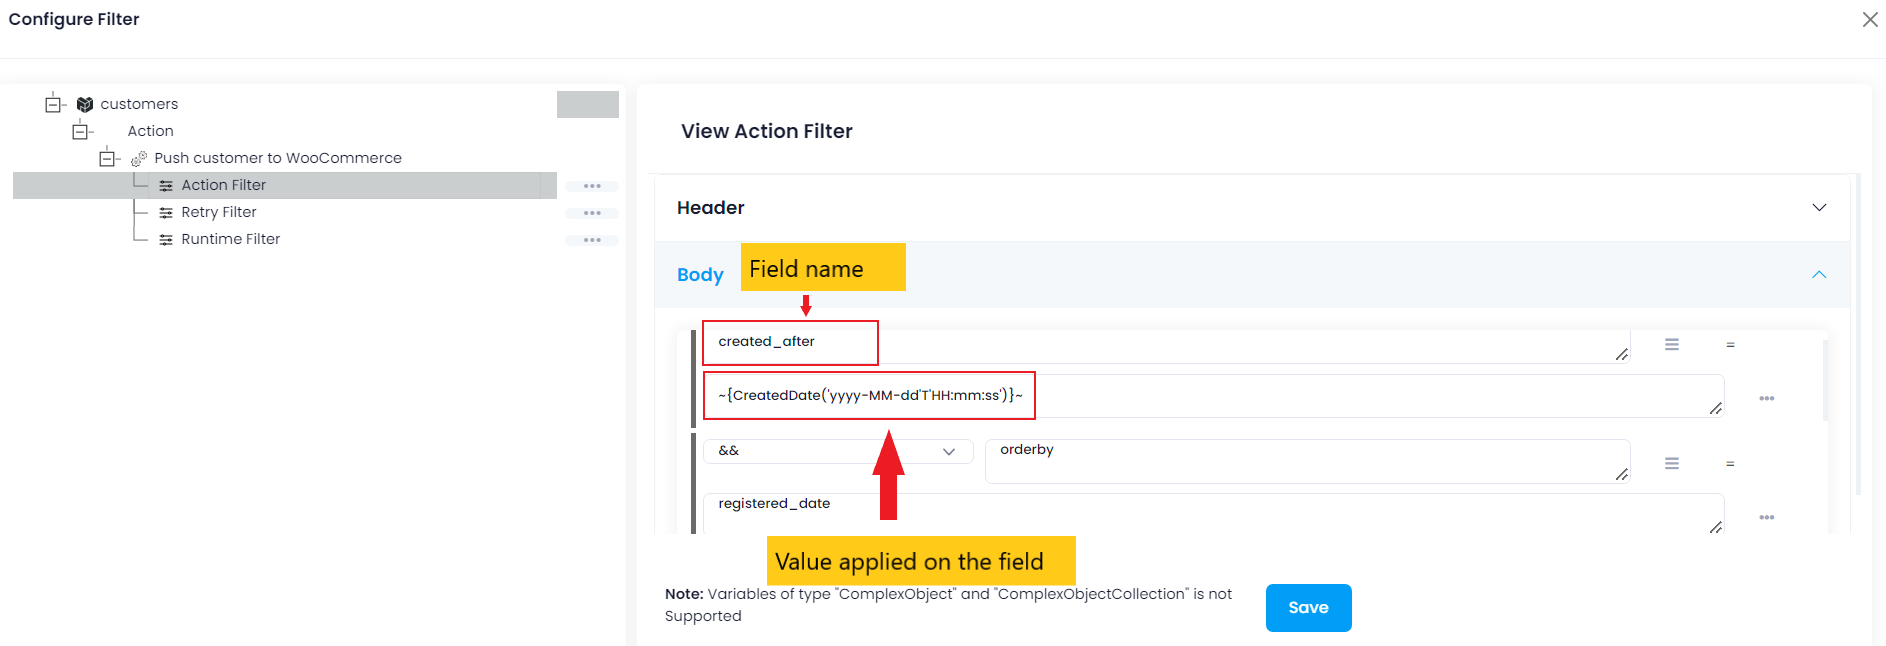 Configure Filter
customers
Action
Push customer to WooCommerce
Action Filter
Retry Filter
Runtime Filter
View Action Filter
Header
Body
Field name
created_after
=
~{CreatedDate('yyyy-MM-dd'T'HH:mm:ss')}~
&&
orderby
=
registered_date
Value applied on the field
Note: Variables of type "ComplexObject" and "ComplexObjectCollection" is not
Supported
Save